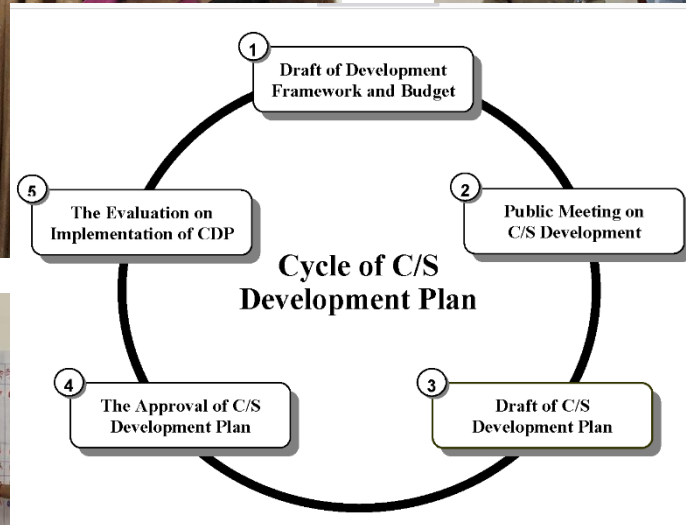 1
Draft of Development
Framework and Budget
2
Public Meeting on
C/S Development
3
Draft of C/S
Development Plan
4
The Approval of C/S
Development Plan
5
The Evaluation on
Implementation of CDP
Cycle of C/S
Development Plan